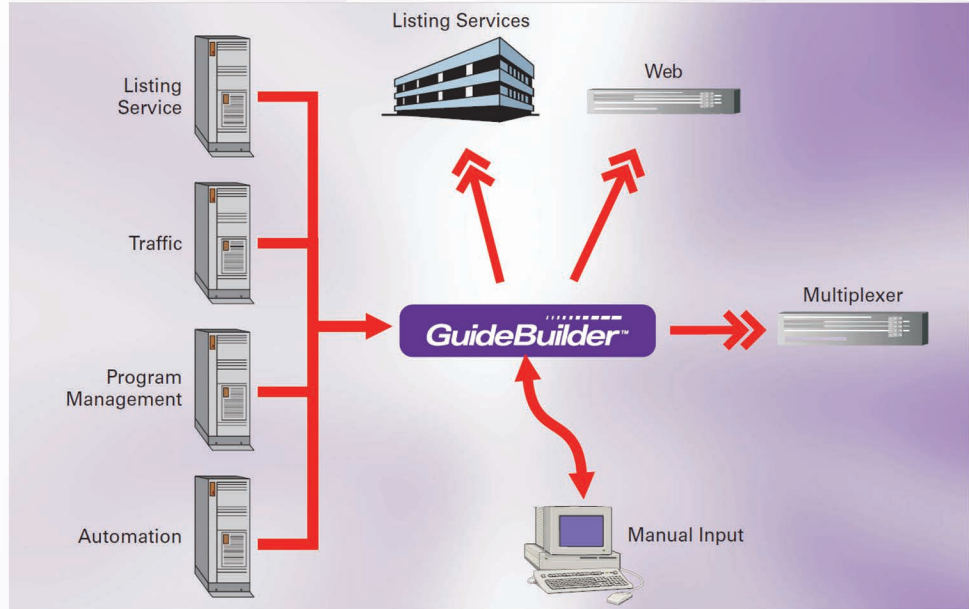 Listing Services
Web
Listing
Service
Traffic
GuideBuilder™
Multiplexer
Program
Management
Automation
Manual Input